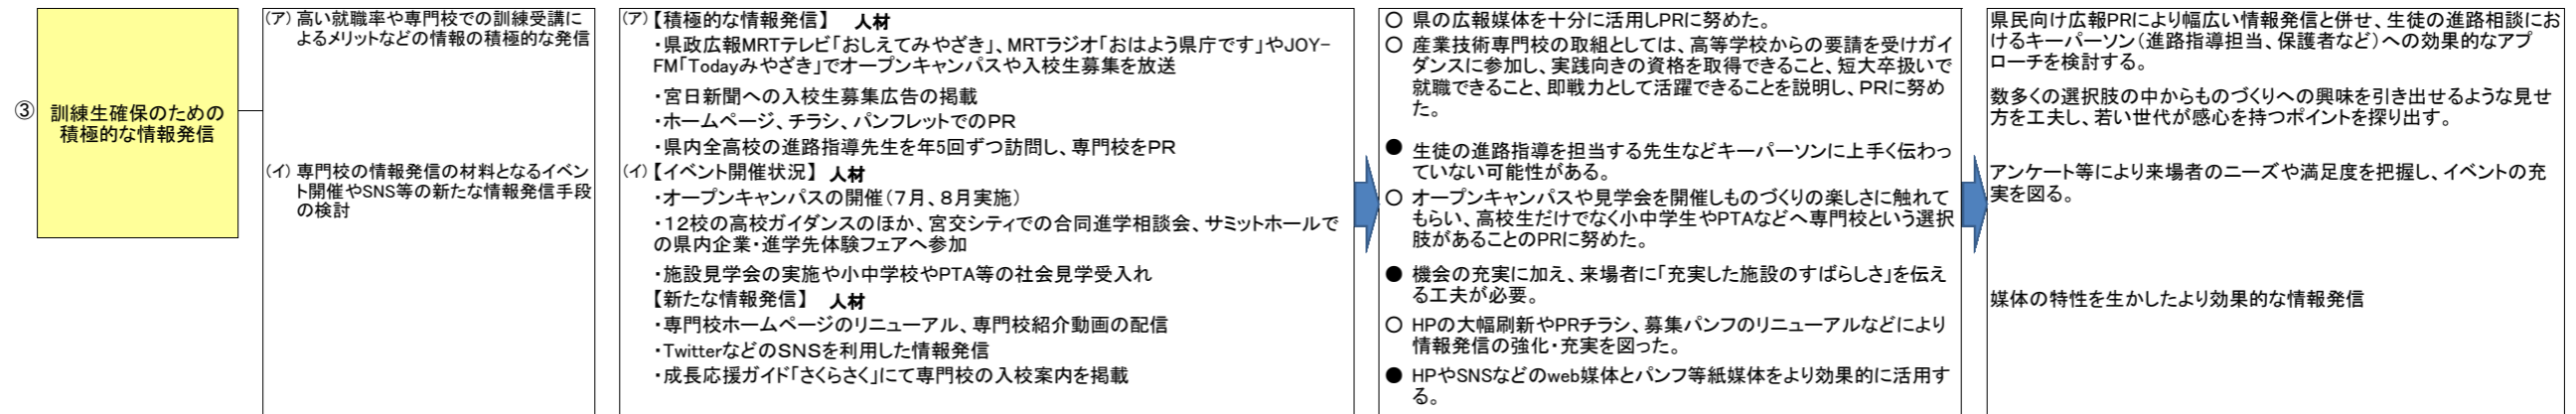 ③
訓練生確保のための
積極的な情報発信
(ア) 高い就職率や専門校での訓練受講に
よるメリットなどの情報の積極的な発信
(イ) 専門校の情報発信の材料となるイベン
ト開催やSNS等の新たな情報発信手段
の検討
(ア)【積極的な情報発信】 人材
・県政広報MRTテレビ「おしえてみやざき」、MRTラジオ「おはよう県庁です」やJOY-
FM「Todayみやざき」でオープンキャンパスや入校生募集を放送
・宮日新聞への入校生募集広告の掲載
・ホームページ、チラシ、パンフレットでのPR
・県内全高校の進路指導先生を年5回ずつ訪問し、専門校をPR
(イ)【イベント開催状況】 人材
・オープンキャンパスの開催(7月、8月実施)
・12校の高校ガイダンスのほか、宮交シティでの合同進学相談会、サミットホールで
の県内企業・進学先体験フェアへ参加
・施設見学会の実施や小中学校やPTA等の社会見学受入れ
【新たな情報発信】 人材
・専門校ホームページのリニューアル、専門校紹介動画の配信
・TwitterなどのSNSを利用した情報発信
・成長応援ガイド「さくらさく」にて専門校の入校案内を掲載
○ 県の広報媒体を十分に活用しPRに努めた。
○ 産業技術専門校の取組としては、高等学校からの要請を受けガイ
ダンスに参加し、実践向きの資格を取得できること、短大卒扱いで
就職できること、即戦力として活躍できることを説明し、PRに努め
た。
● 生徒の進路指導を担当する先生などキーパーソンに上手く伝わっ
ていない可能性がある。
○ オープンキャンパスや見学会を開催しものづくりの楽しさに触れて
もらい、高校生だけでなく小中学生やPTAなどへ専門校という選択
肢があることのPRに努めた。
● 機会の充実に加え、来場者に「充実した施設のすばらしさ」を伝え
る工夫が必要。
○ HPの大幅刷新やPRチラシ、募集パンフのリニューアルなどにより
情報発信の強化・充実を図った。
● HPやSNSなどのweb媒体とパンフ等紙媒体をより効果的に活用す
る。
県民向け広報PRにより幅広い情報発信と併せ、生徒の進路相談にお
けるキーパーソン(進路指導担当、保護者など)への効果的なアプ
ローチを検討する。
数多くの選択肢の中からものづくりへの興味を引き出せるような見せ
方を工夫し、若い世代が感心を持つポイントを探り出す。
アンケート等により来場者のニーズや満足度を把握し、イベントの充
実を図る。
媒体の特性を生かしたより効果的な情報発信